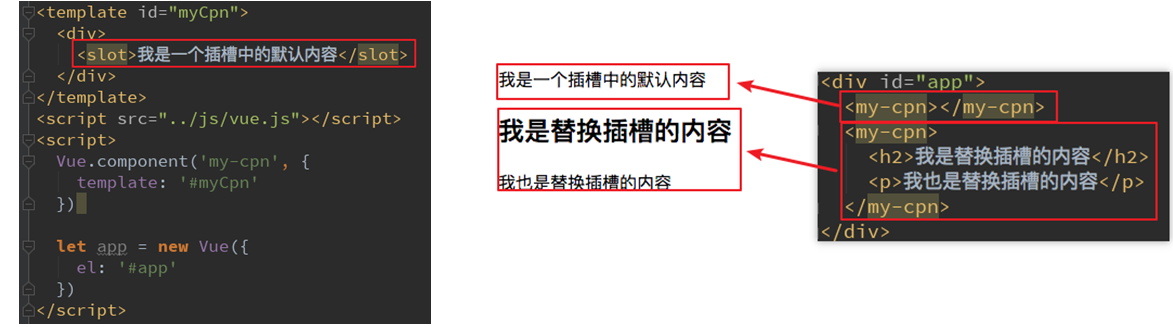 <template id="myCpn">
<div>
<slot>我是一个插槽中的默认内容</slot>
</div>
</template>
<script src="../js/vue.js"></script>
<script>
Vue.component('my-cpn', {
template: '#myCpn'
})
let app = new Vue({
el: '#app'
})
</script>
我是一个插槽中的默认内容
我是替换插槽的内容
我也是替换插槽的内容
<div id="app">
<my-cpn></my-cpn>
<my-cpn>
<h2>我是替换插槽的内容</h2>
<p>我也是替换插槽的内容</p>
</my-cpn>
</div>